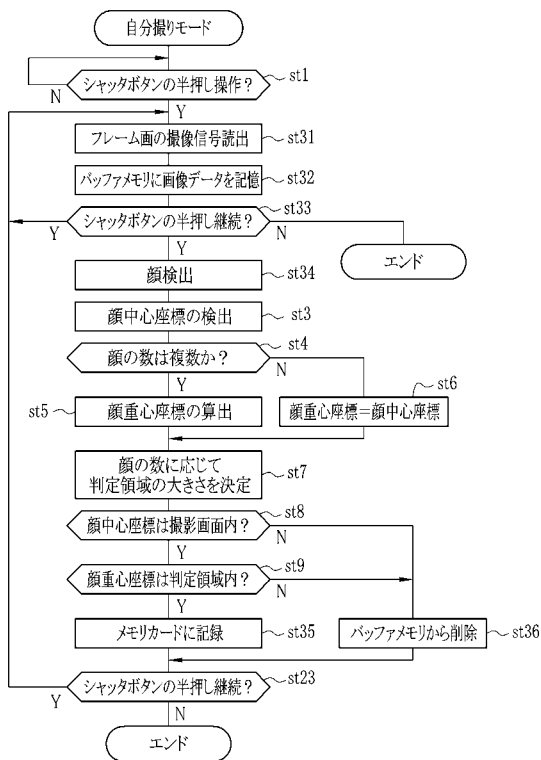 自分撮りモード
シャッタボタンの半押し操作?
st1
N
Y
フレーム画の撮像信号読出
st31
バッファメモリに画像データを記憶
st32
シャッタボタンの半押し継続?
st33
Y
N
Y
エンド
顔検出
st34
顔中心座標の検出
st3
顔の数は複数か?
st4
N
Y
st6
st5
顔重心座標の算出
顔重心座標=顔中心座標
顔の数に応じて
判定領域の大きさを決定
st7
顔中心座標は撮影画面内?
st8
N
Y
顔重心座標は判定領域内?
st9
N
Y
メモリカードに記録
st35
バッファメモリから削除
st36
シャッタボタンの半押し継続?
st23
Y
N
エンド